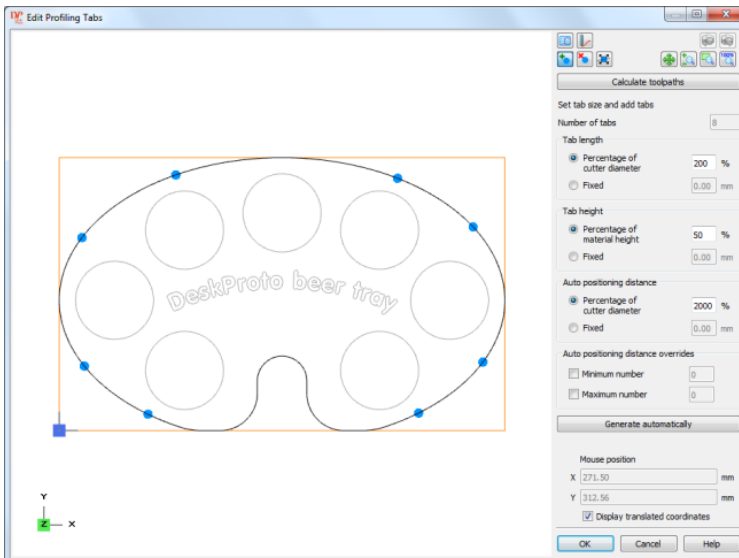 Edit Profiling Tabs
Calculate toolpaths
Set tab size and add tabs
Number of tabs 8
Tab length
Percentage of cutter diameter 200 %
Fixed 0.00 mm
Tab height
Percentage of material height 50 %
Fixed 0.00 mm
Auto positioning distance
Percentage of cutter diameter 2000 %
Fixed 0.00 mm
Auto positioning distance overrides
Minimum number 0
Maximum number 0
Generate automatically
Mouse position
X 271.50 mm
Y 312.56 mm
Display translated coordinates
OK Cancel Help
DeskProto beer tray
Y
Z X